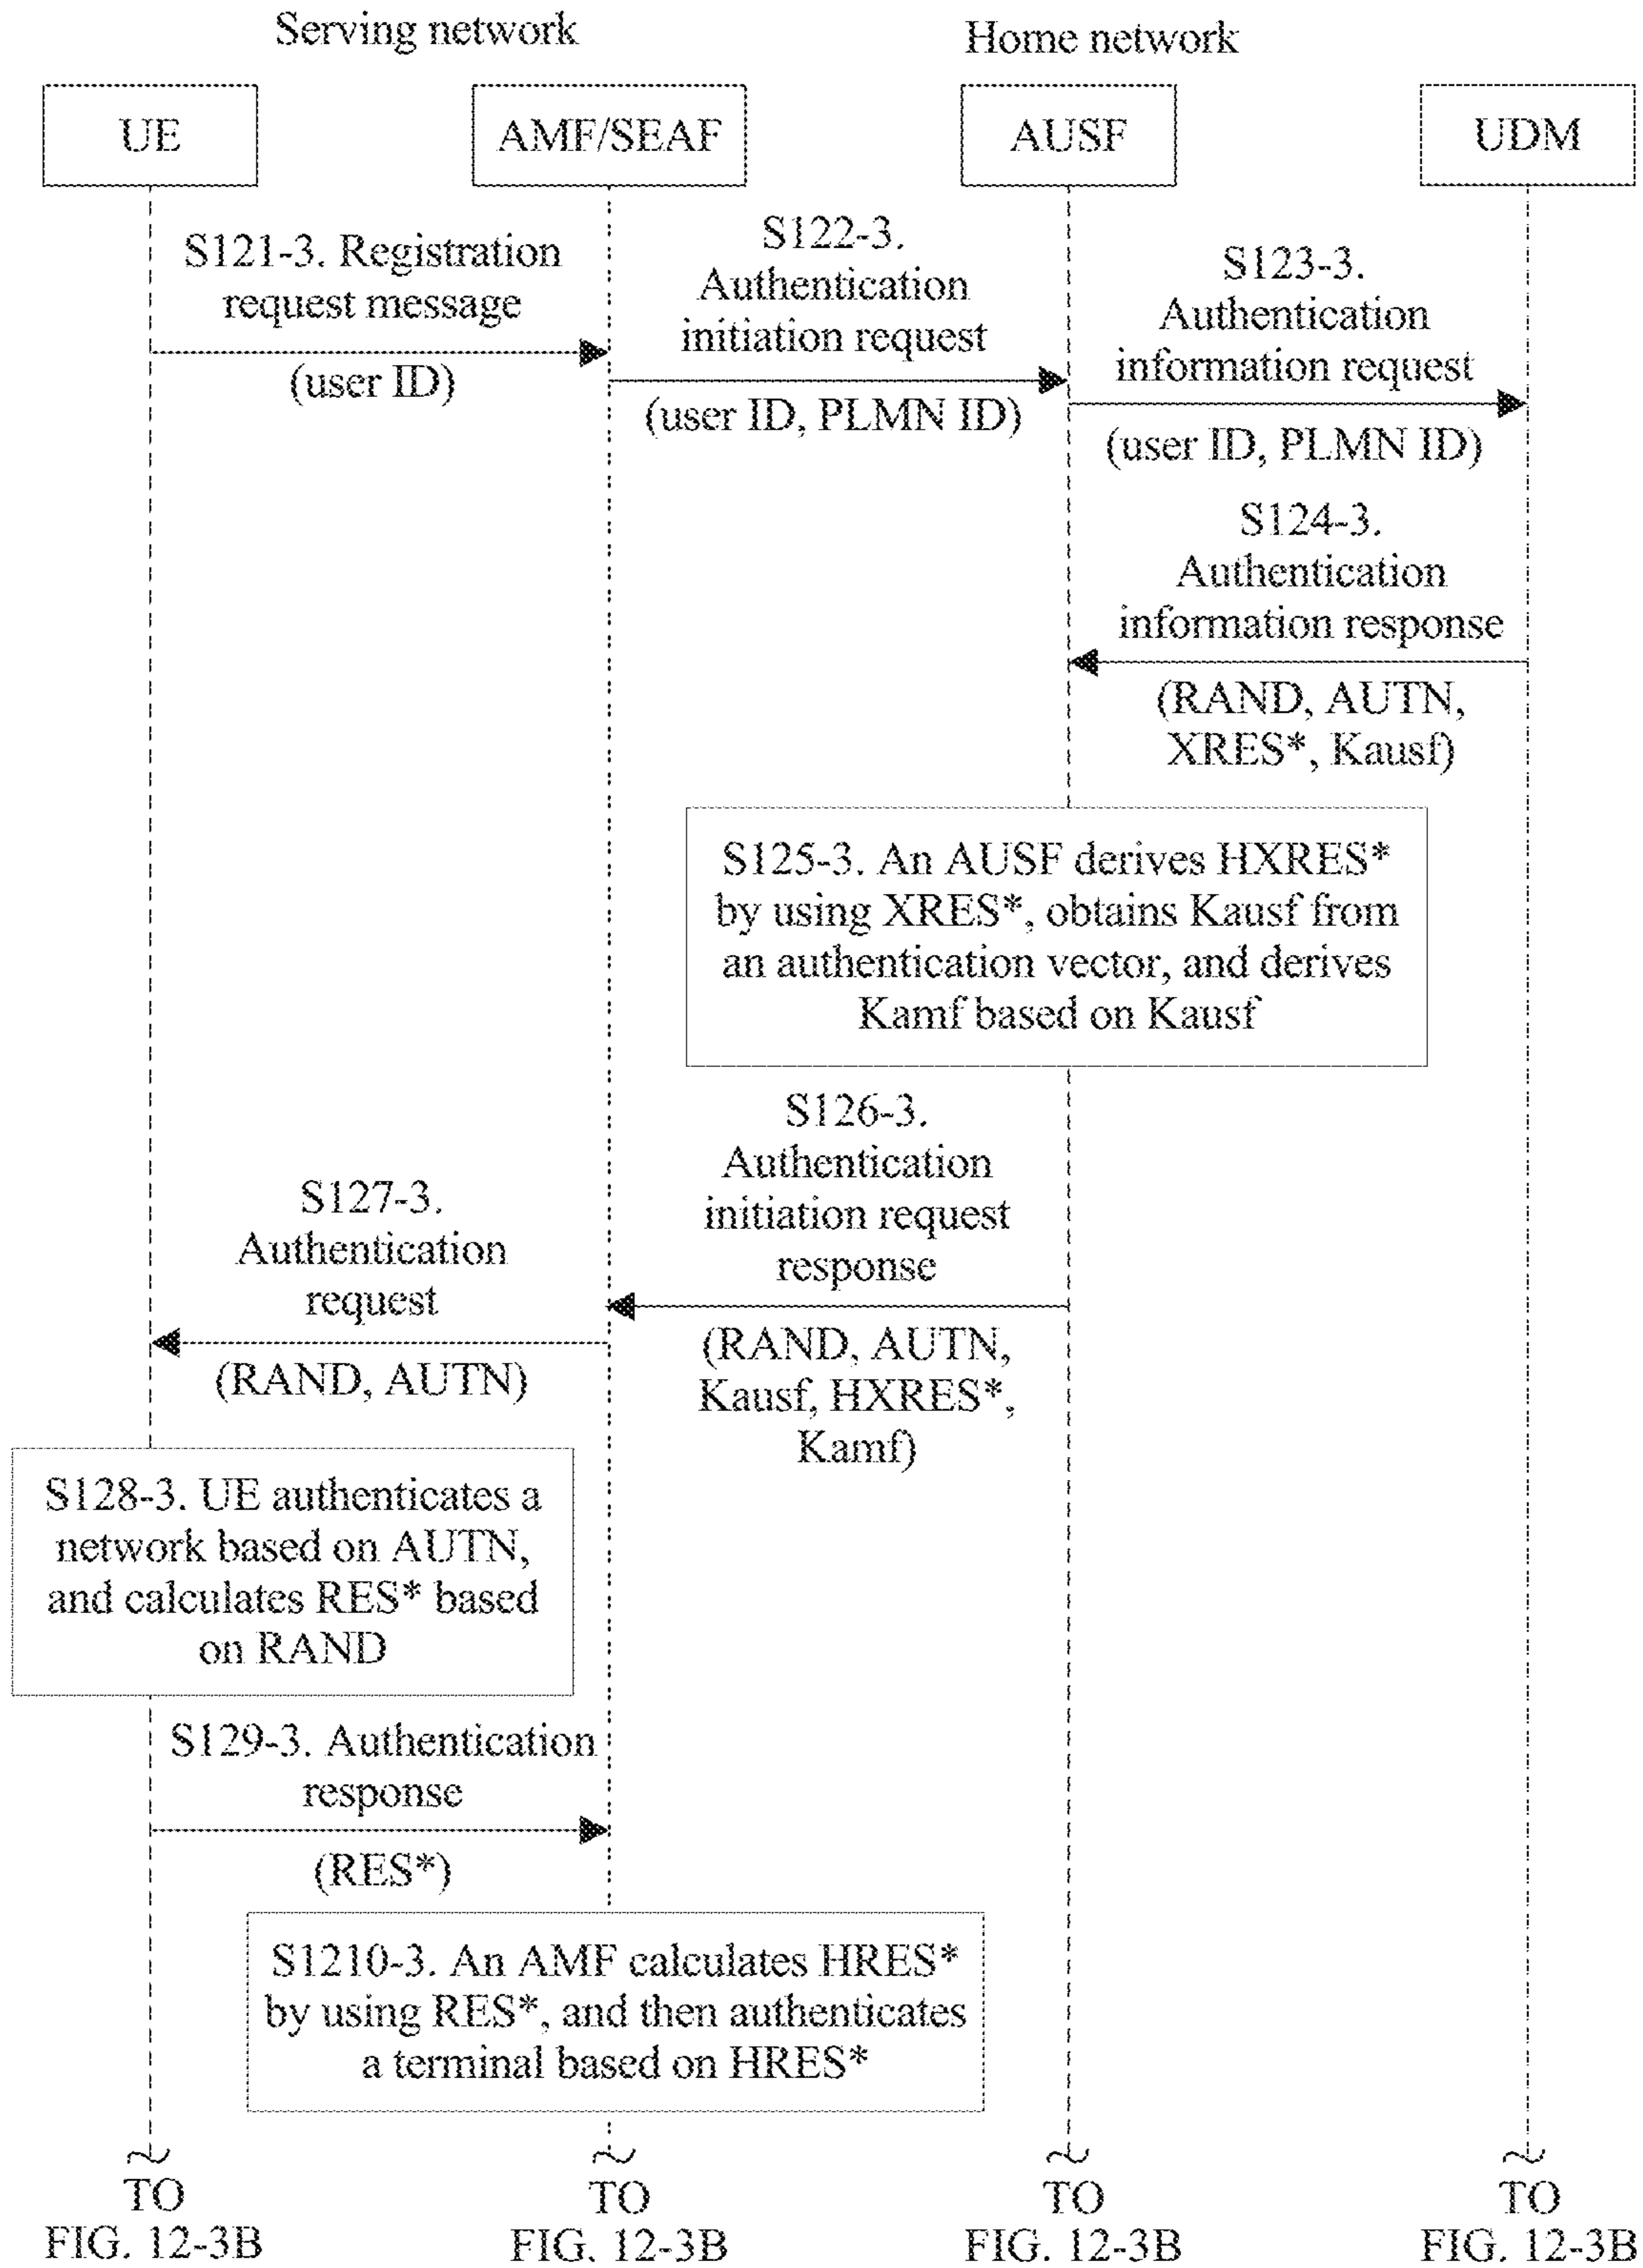 Serving network
Home network
UE
AMF/SEAF
AUSF
UDM
S121-3. Registration
request message
(user ID)
S122-3.
Authentication
initiation request
(user ID, PLMN ID)
S123-3.
Authentication
information request
(user ID, PLMN ID)
S124-3.
Authentication
information response
(RAND, AUTN,
XRES*, Kausf)
S125-3. An AUSF derives HXRES*
by using XRES*, obtains Kausf from
an authentication vector, and derives
Kamf based on Kausf
S126-3.
Authentication
initiation request
response
(RAND, AUTN,
Kausf, HXRES*,
Kamf)
S127-3.
Authentication
request
(RAND, AUTN)
S128-3. UE authenticates a
network based on AUTN,
and calculates RES* based
on RAND
S129-3. Authentication
response
(RES*)
S1210-3. An AMF calculates HRES*
by using RES*, and then authenticates
a terminal based on HRES*
TO
FIG. 12-3B
TO
FIG. 12-3B
TO
FIG. 12-3B
TO
FIG. 12-3B